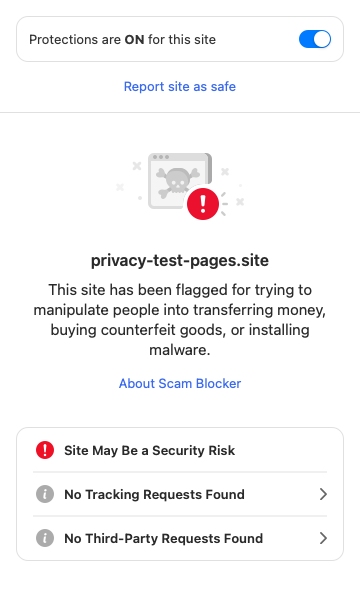 Protections are ON for this site
Report site as safe
privacy-test-pages.site
This site has been flagged for trying to
manipulate people into transferring money,
buying counterfeit goods, or installing
malware.
About Scam Blocker
Site May Be a Security Risk
No Tracking Requests Found
No Third-Party Requests Found